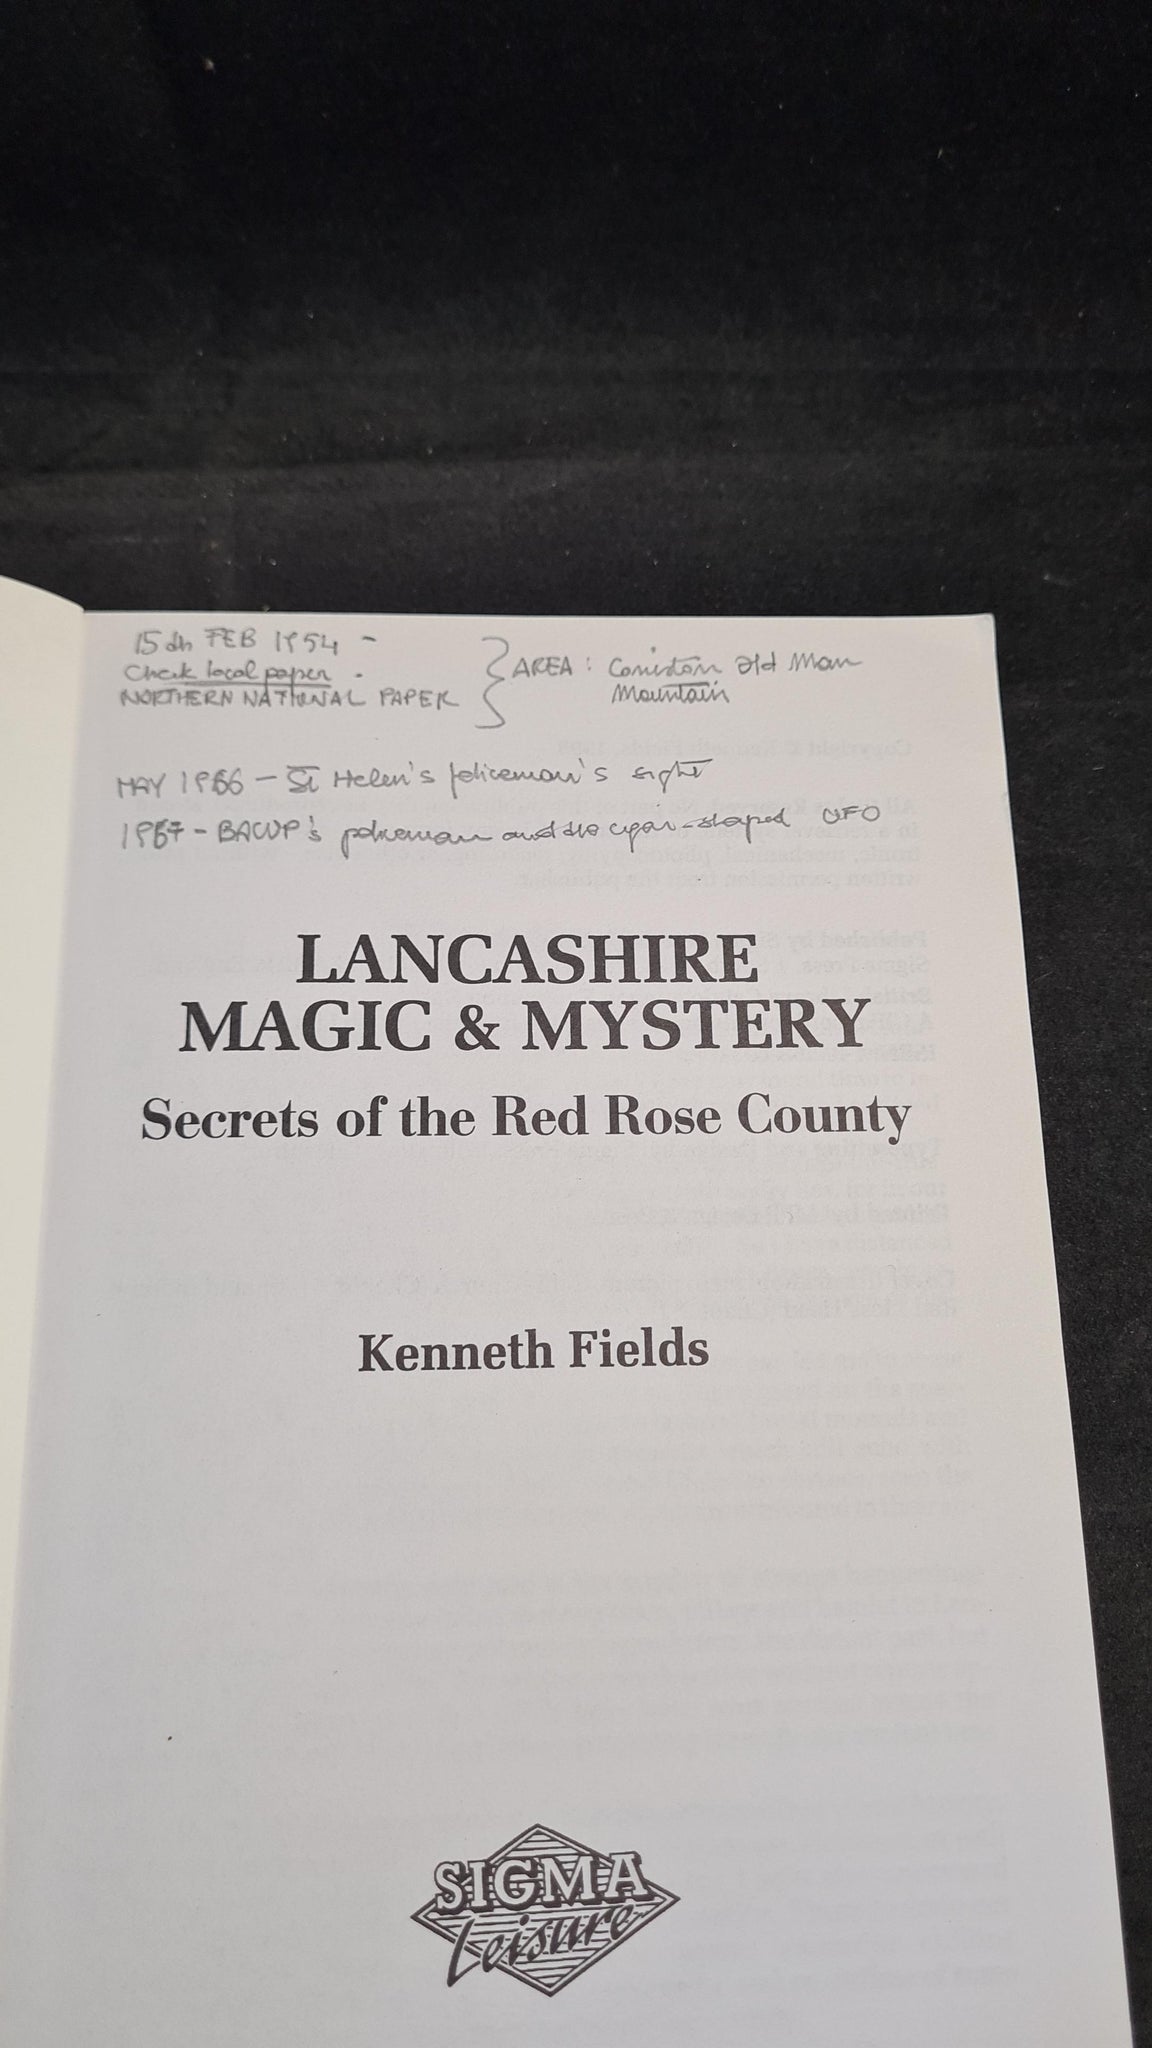 15th FEB 1954 -
Check local paper -
NORTHERN NATIONAL PAPER
} AREA : Coniston Old Man
Mountain
MAY 1966 - St Helen's policeman's sight
1967 - BACUP's policeman and the cigar-shaped UFO
LANCASHIRE
MAGIC & MYSTERY
Secrets of the Red Rose County
Kenneth Fields
SIGMA
Leisure